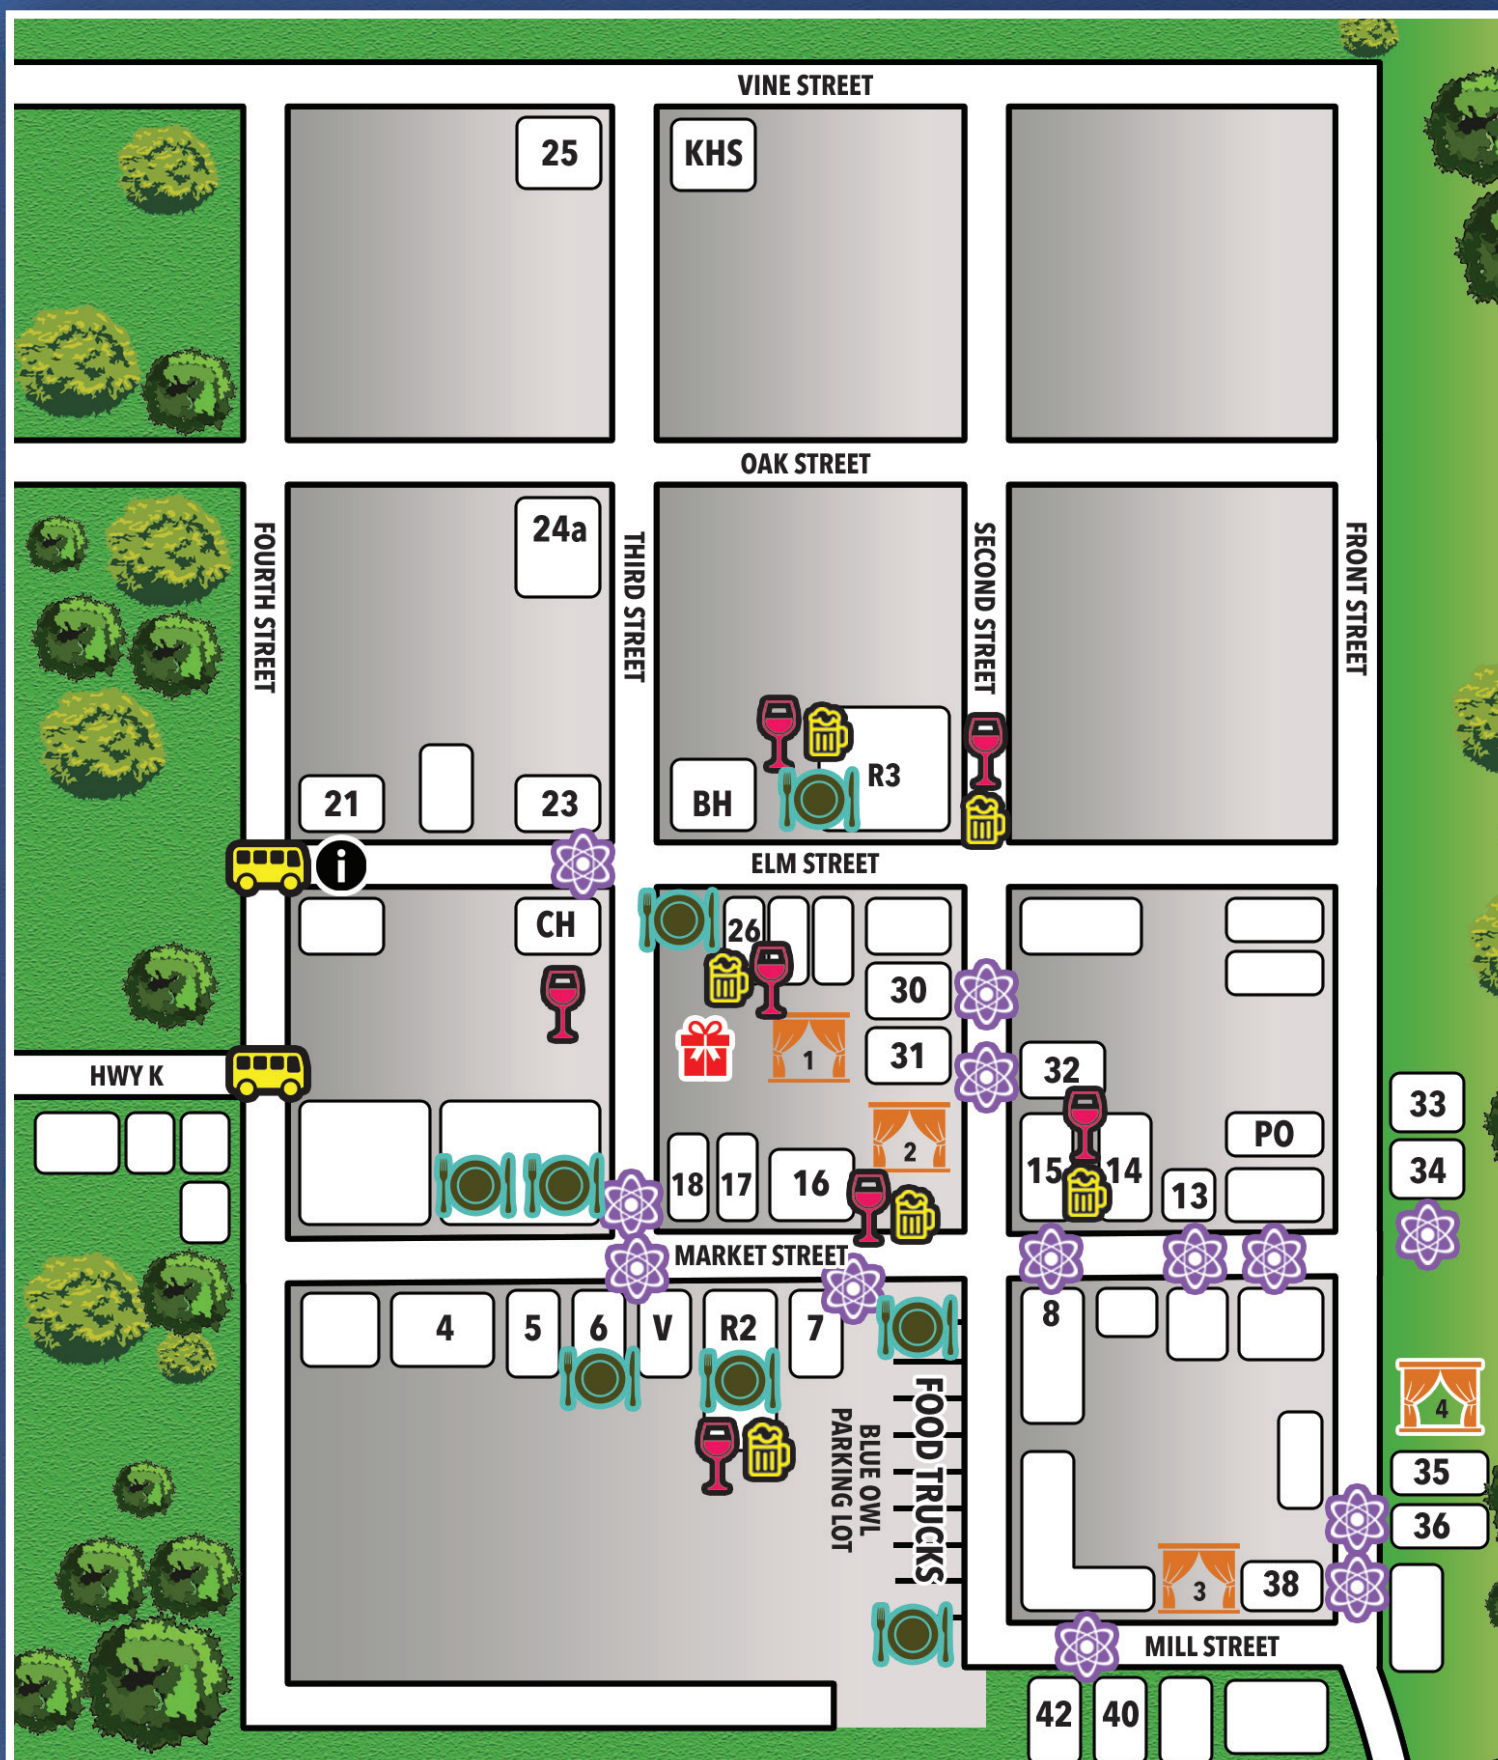 VINE STREET
25
KHS
OAK STREET
FOURTH STREET
24a
THIRD STREET
SECOND STREET
FRONT STREET
21
23
BH
R3
i
ELM STREET
CH
26
30
1
31
32
HWY K
33
2
PO
34
18
17
16
15
14
13
MARKET STREET
4
5
6
V
R2
7
8
4
BLUE OWL
PARKING LOT
FOOD TRUCKS
35
36
3
38
MILL STREET
42
40